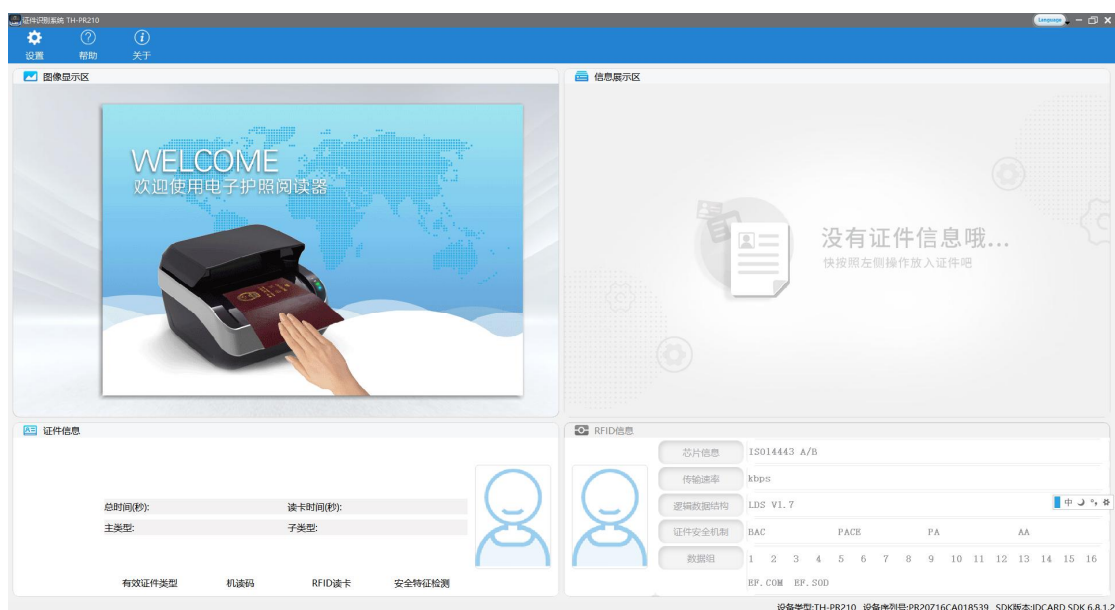 证件识别系统 TH-PR210
Language
设置 帮助 关于
图像显示区
WELCOME
欢迎使用电子护照阅读器
信息展示区
没有证件信息哦...
快按照左侧操作放入证件吧
证件信息
总时间(秒): 读卡时间(秒):
主类型: 子类型:
有效证件类型 机读码 RFID读卡 安全特征检测
RFID信息
芯片信息 ISO14443 A/B
传输速率 kbps
逻辑数据结构 LDS V1.7
证件安全机制 BAC PACE PA AA
数据组 1 2 3 4 5 6 7 8 9 10 11 12 13 14 15 16
EF.COM EF.SOD
中
设备类型:TH-PR210 设备序列号:PR20Z16CA018539 SDK版本:IDCARD SDK 6.8.1.2